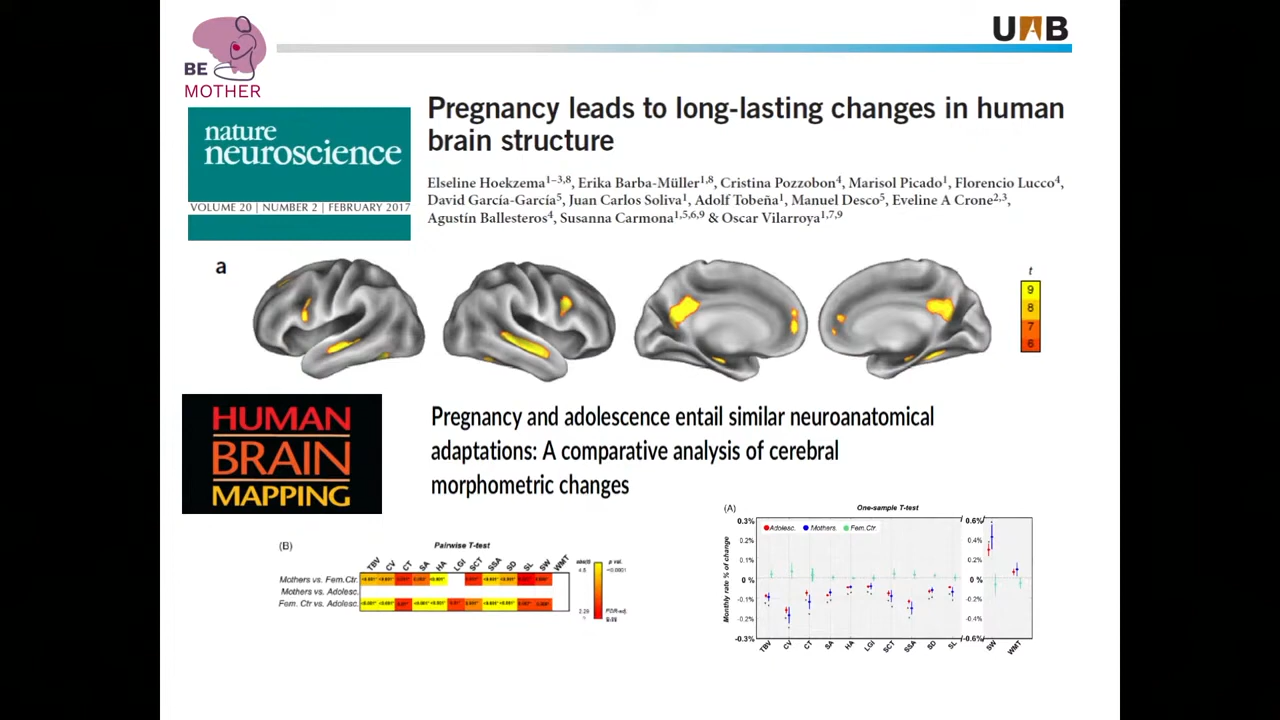 BE
MOTHER
UAB
nature
neuroscience
VOLUME 20 | NUMBER 2 | FEBRUARY 2017
Pregnancy leads to long-lasting changes in human
brain structure
Elseline Hoekzema1–3,8, Erika Barba-Müller1,8, Cristina Pozzobon4, Marisol Picado1, Florencio Lucco4,
David García-García5, Juan Carlos Soliva1, Adolf Tobeña1, Manuel Desco5, Eveline A Crone2,3,
Agustín Ballesteros4, Susanna Carmona1,5,6,9 & Oscar Vilarroya1,7,9
a
t
9
8
7
6
HUMAN
BRAIN
MAPPING
Pregnancy and adolescence entail similar neuroanatomical
adaptations: A comparative analysis of cerebral
morphometric changes
(B)
Pairwise T-test
TBV CV CT SA HA LGI SCT SSA SD SL SW WMT
Mothers vs. Fem.Ctr.
Mothers vs. Adolesc.
Fem. Ctr vs. Adolesc.
p val.
<0.0001
(A)
One-sample T-test
Adolesc. Mothers. Fem.Ctr.
Monthly rate % of change
0.3%
0.2%
0.1%
0 %
-0.1%
-0.2%
-0.3%
0.6%
0.4%
0.2%
0 %
-0.2%
-0.4%
-0.6%
TBV CV CT SA HA LGI SCT SSA SD SL SW WMT